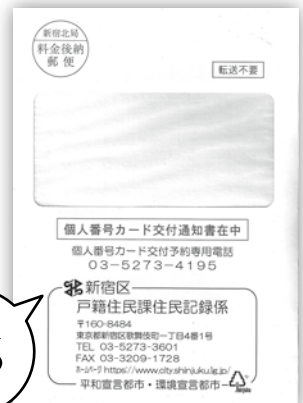 新宿北局
料金後納
郵便
転送不要
個人番号カード交付通知書在中
個人番号カード交付予約専用電話
03-5273-4195
新宿区
戸籍住民課住民記録係
〒160-8484
東京都新宿区歌舞伎町一丁目4番1号
TEL 03-5273-3601
FAX 03-3209-1728
ホームページ https://www.city.shinjuku.lg.jp/
平和宣言都市・環境宣言都市